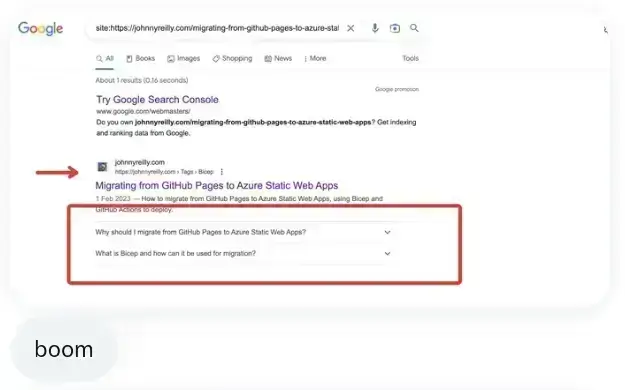 Google
site:https://johnnyreilly.com/migrating-from-github-pages-to-azure-stat
All Books Images Shopping News More Tools
About 1 results (0.16 seconds)
Google promotion
Try Google Search Console
www.google.com/webmasters/
Do you own johnnyreilly.com/migrating-from-github-pages-to-azure-static-web-apps? Get indexing
and ranking data from Google.
johnnyreilly.com
https://johnnyreilly.com › Tags › Bicep
Migrating from GitHub Pages to Azure Static Web Apps
1 Feb 2023 — How to migrate from GitHub Pages to Azure Static Web Apps, using Bicep and
GitHub Actions to deploy.
Why should I migrate from GitHub Pages to Azure Static Web Apps?
What is Bicep and how can it be used for migration?
boom